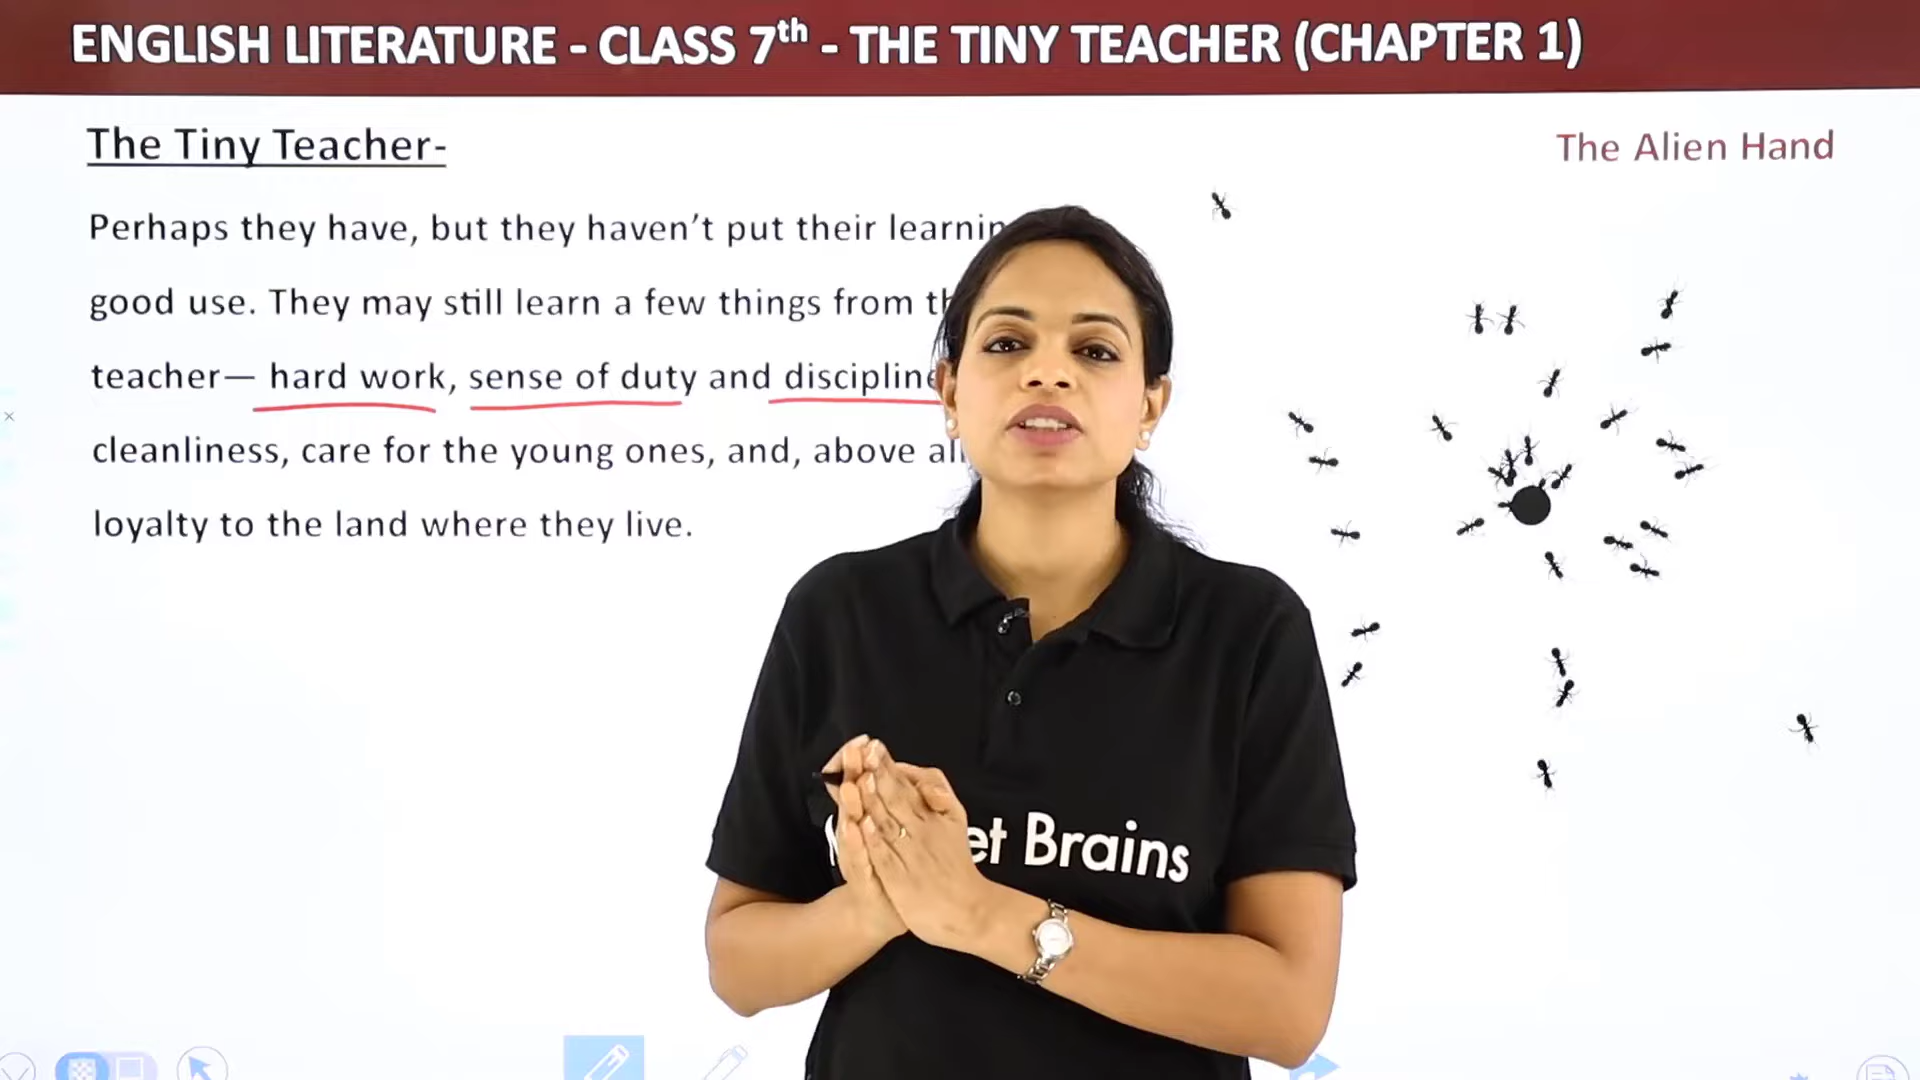 ENGLISH LITERATURE - CLASS 7th - THE TINY TEACHER (CHAPTER 1)
The Tiny Teacher-
The Alien Hand
Perhaps they have, but they haven't put their
good use. They may still learn a few things from
teacher— hard work, sense of duty and discipline
cleanliness, care for the young ones, and, above
loyalty to the land where they live.
et Brains